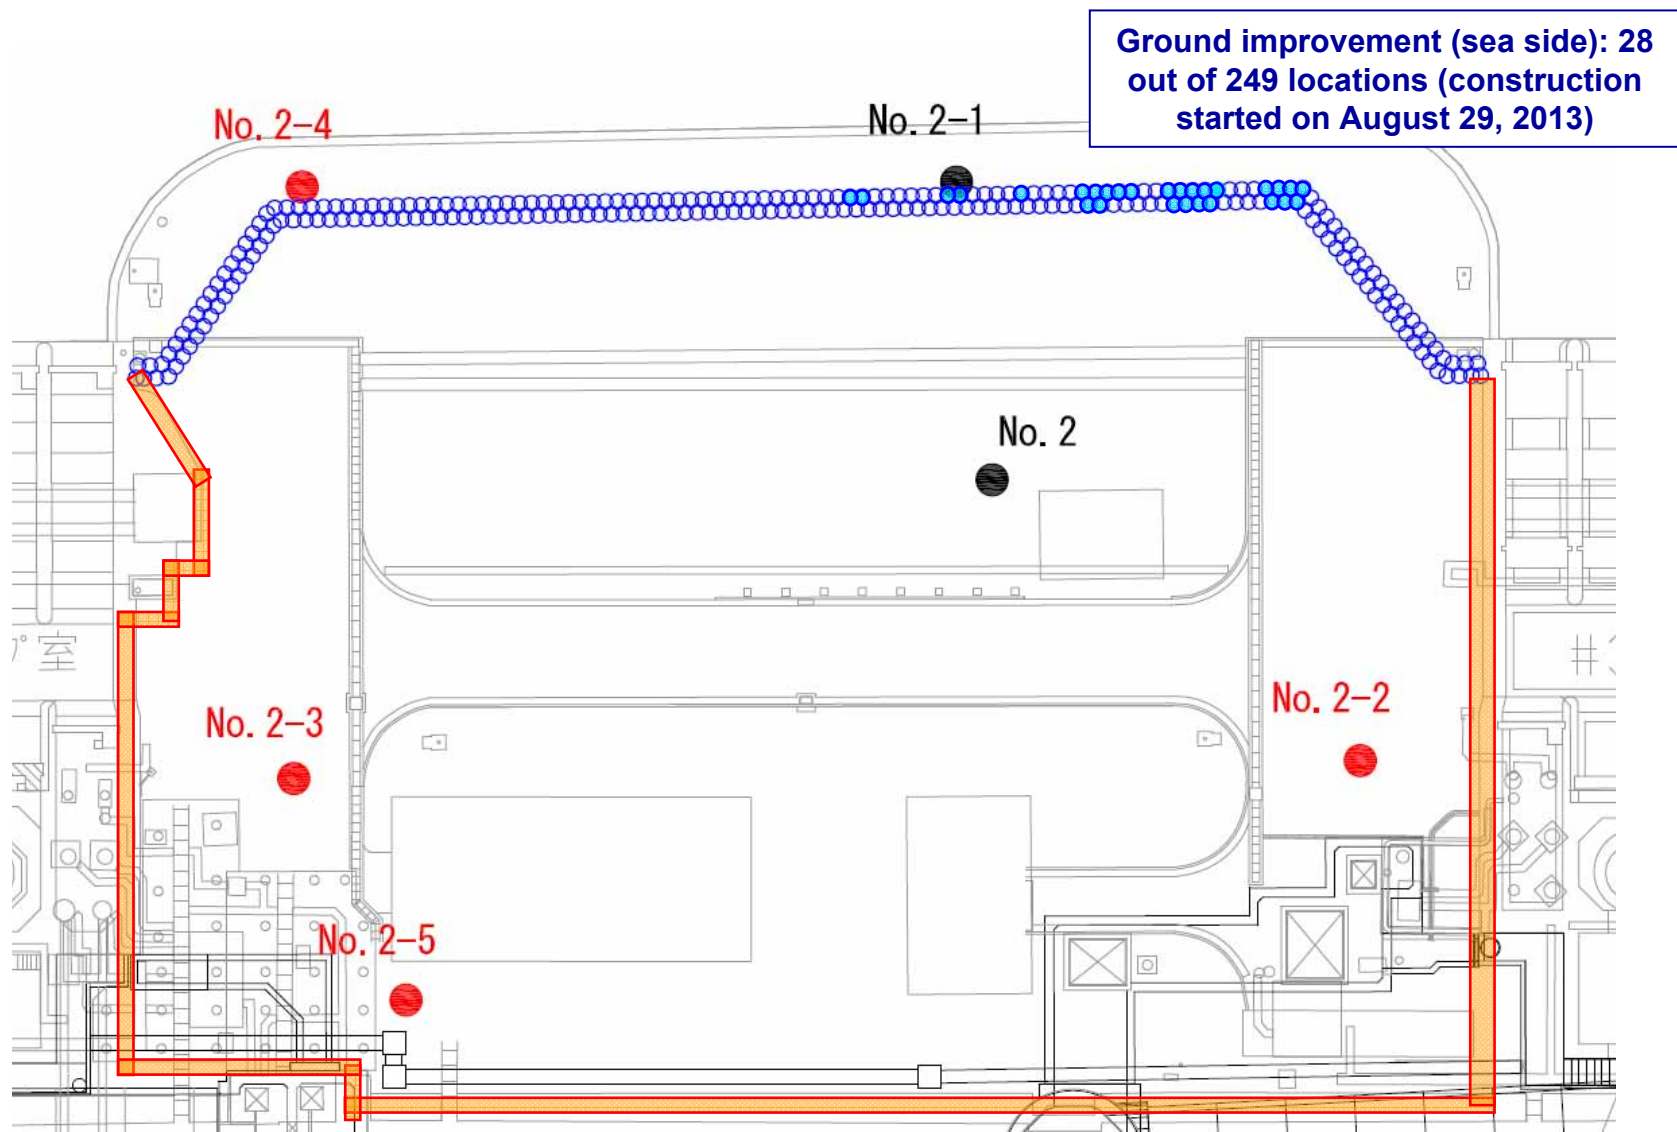 Ground improvement (sea side): 28
out of 249 locations (construction
started on August 29, 2013)
No. 2-4
No. 2-1
No. 2
室
#
No. 2-3
No. 2-2
No. 2-5